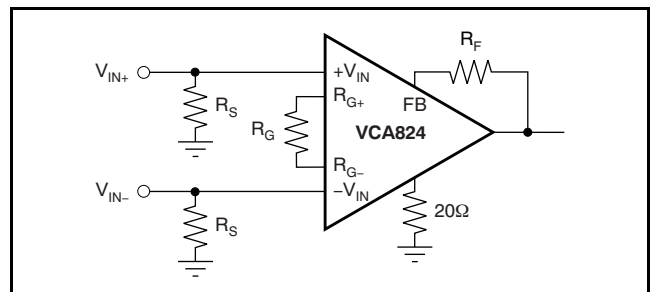 R_F
V_IN+
+V_IN
R_G+
FB
R_S
R_G
VCA824
R_G−
V_IN−
−V_IN
20Ω
R_S